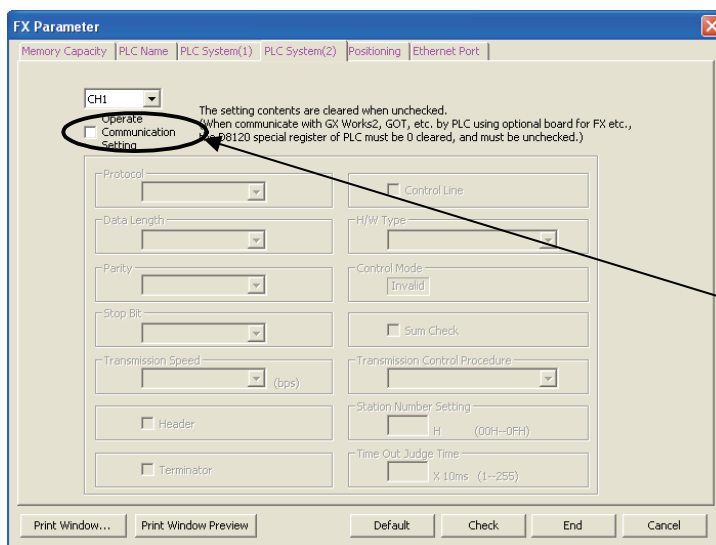 FX Parameter
Memory Capacity PLC Name PLC System(1) PLC System(2) Positioning Ethernet Port
CH1
Operate
Communication
Setting
The setting contents are cleared when unchecked.
(When communicate with GX Works2, GOT, etc. by PLC using optional board for FX etc.,
the D8120 special register of PLC must be 0 cleared, and must be unchecked.)
Protocol
Control Line
Data Length
H/W Type
Parity
Control Mode
Invalid
Stop Bit
Sum Check
Transmission Speed
(bps)
Transmission Control Procedure
Header
Station Number Setting
H (00H--0FH)
Terminator
Time Out Judge Time
X 10ms (1--255)
Print Window... Print Window Preview Default Check End Cancel